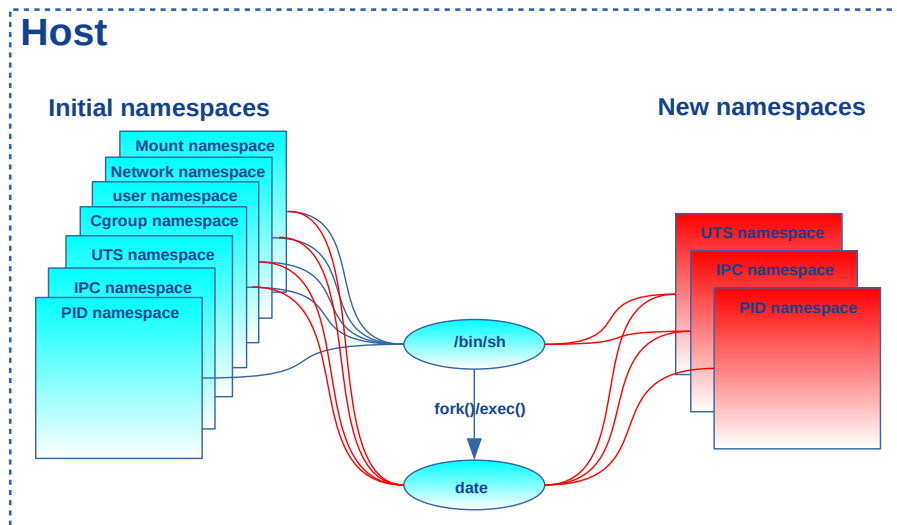 Host
Initial namespaces
New namespaces
Mount namespace
Network namespace
user namespace
Cgroup namespace
UTS namespace
IPC namespace
PID namespace
UTS namespace
IPC namespace
PID namespace
/bin/sh
fork()/exec()
date